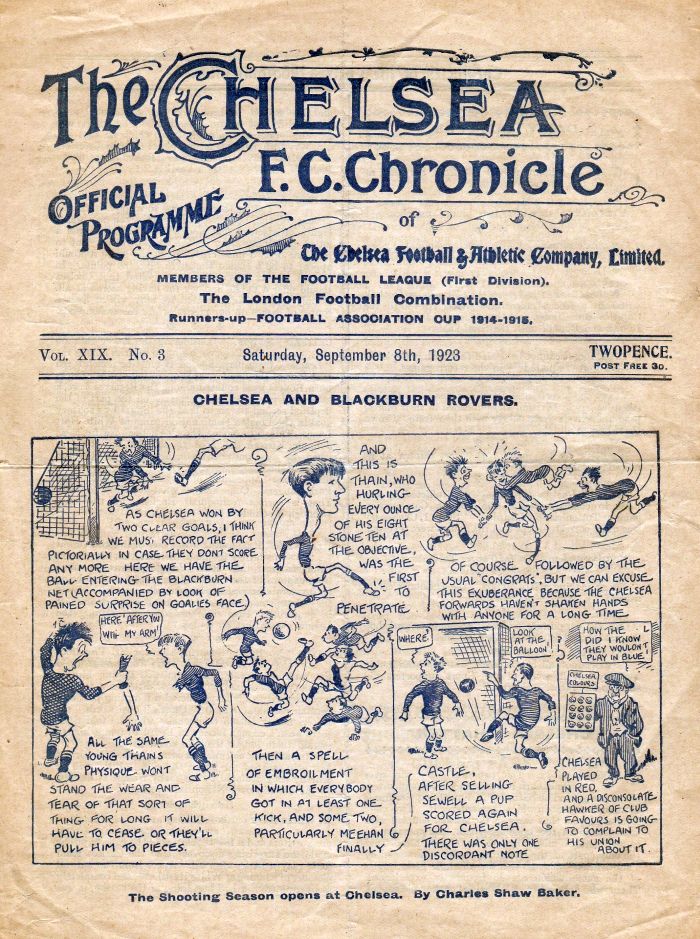 The CHELSEA
F.C. Chronicle
OFFICIAL
PROGRAMME
of
The Chelsea Football & Athletic Company, Limited.
MEMBERS OF THE FOOTBALL LEAGUE (First Division).
The London Football Combination.
Runners-up—FOOTBALL ASSOCIATION CUP 1914-1915.
VOL. XIX. No. 3
Saturday, September 8th, 1923
TWOPENCE.
POST FREE 3D.
CHELSEA AND BLACKBURN ROVERS.
AS CHELSEA WON BY
TWO CLEAR GOALS, I THINK
WE MUST RECORD THE FACT
PICTORIALLY IN CASE THEY DONT SCORE
ANY MORE HERE WE HAVE THE
BALL ENTERING THE BLACKBURN
NET (ACCOMPANIED BY LOOK OF
PAINED SURPRISE ON GOALIES FACE)
AND
THIS IS
THAIN, WHO
HURLING
EVERY OUNCE
OF HIS EIGHT
STONE TEN AT
THE OBJECTIVE,
WAS THE
FIRST
TO
PENETRATE
OF COURSE FOLLOWED BY THE
USUAL "CONGRATS", BUT WE CAN EXCUSE
THIS EXUBERANCE BECAUSE THE CHELSEA
FORWARDS HAVEN'T SHAKEN HANDS
WITH ANYONE FOR A LONG TIME
HERE AFTER YOU
WITH MY ARM!
ALL THE SAME
YOUNG THAINS
PHYSIQUE WONT
STAND THE WEAR AND
TEAR OF THAT SORT OF
THING FOR LONG IT WILL
HAVE TO CEASE OR THEY'LL
PULL HIM TO PIECES.
THEN A SPELL
OF EMBROILMENT
IN WHICH EVERYBODY
GOT IN AT LEAST ONE
KICK, AND SOME TWO,
PARTICULARLY MEEHAN
FINALLY
WHERE'
LOOK
AT THE
BALLOON
CASTLE,
AFTER SELLING
SEWELL A PUP
SCORED AGAIN
FOR CHELSEA.
THERE WAS ONLY ONE
DISCORDANT NOTE
HOW THE
DID I KNOW
THEY WOULDN'T
PLAY IN BLUE
CHELSEA
COLOURS
CHELSEA
PLAYED
IN RED,
AND A DISCONSOLATE
HAWKER OF CLUB
FAVOURS IS GOING
TO COMPLAIN TO
HIS UNION
ABOUT IT.
The Shooting Season opens at Chelsea. By Charles Shaw Baker.